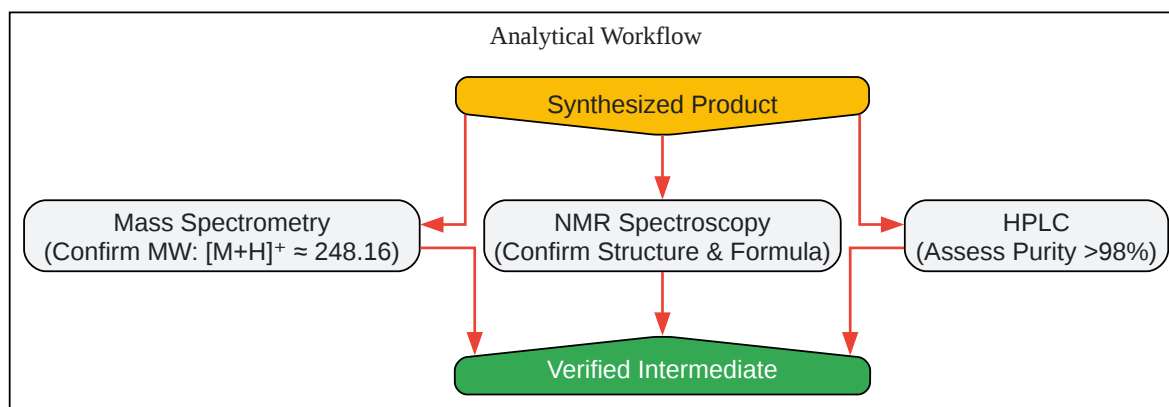 Analytical Workflow
Synthesized Product
Mass Spectrometry
(Confirm MW: [M+H]⁺ ≈ 248.16)
NMR Spectroscopy
(Confirm Structure & Formula)
HPLC
(Assess Purity >98%)
Verified Intermediate